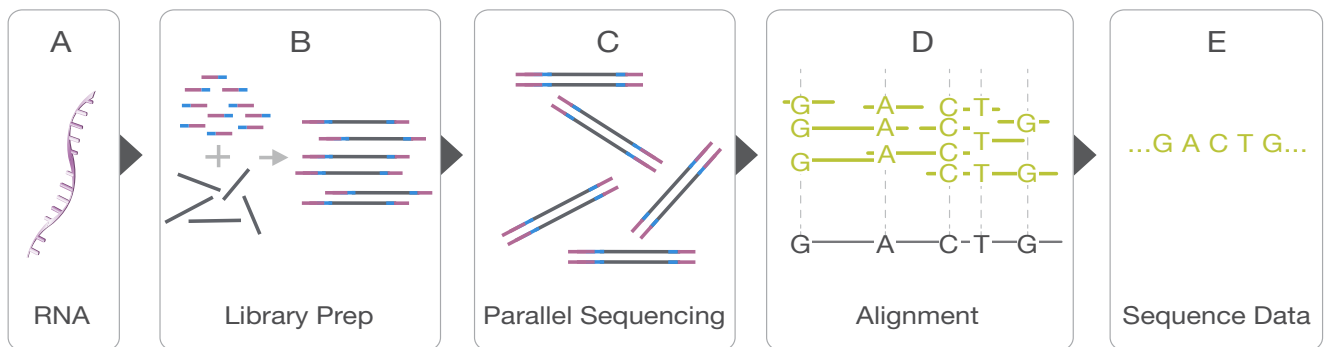 A
B
C
D
E
G A C T
G A C G
G A C T
C T G
G A C T G
...G A C T G...
RNA
Library Prep
Parallel Sequencing
Alignment
Sequence Data